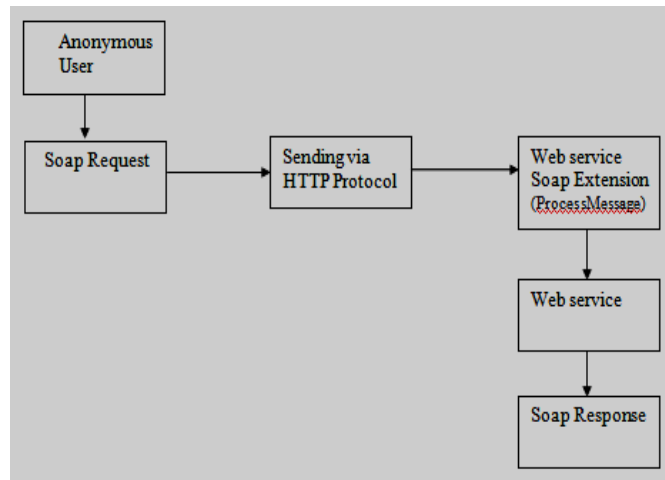 Anonymous
User
Soap Request
Sending via
HTTP Protocol
Web service
Soap Extension
(ProcessMessage)
Web service
Soap Response